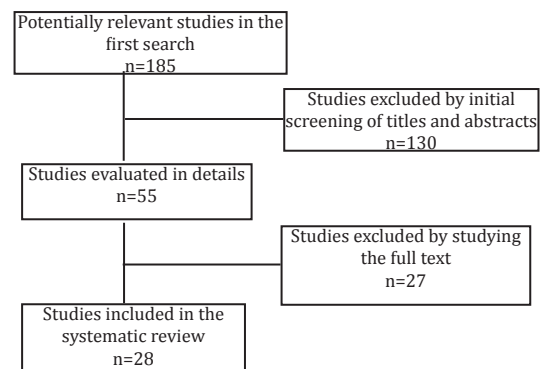 Potentially relevant studies in the
first search
n=185
Studies excluded by initial
screening of titles and abstracts
n=130
Studies evaluated in details
n=55
Studies excluded by studying
the full text
n=27
Studies included in the
systematic review
n=28